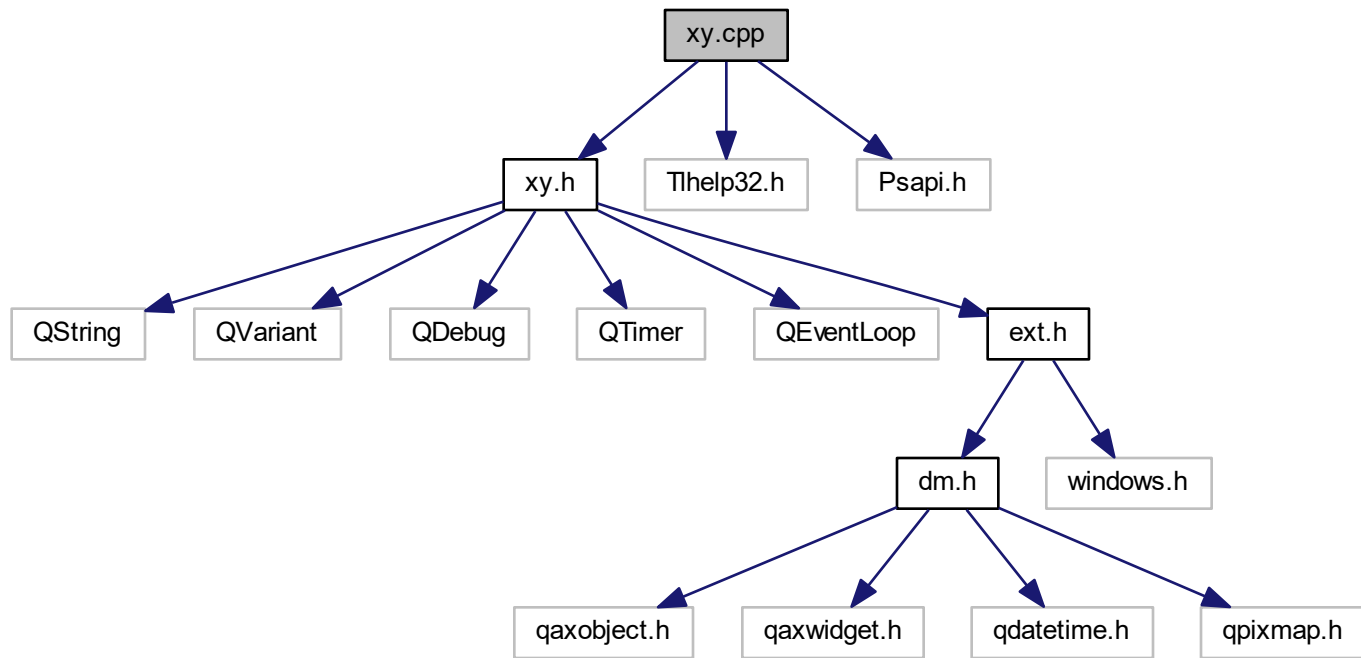 xy.cpp
xy.h
Tlhelp32.h
Psapi.h
QString
QVariant
QDebug
QTimer
QEventLoop
ext.h
dm.h
windows.h
qaxobject.h
qaxwidget.h
qdatetime.h
qpixmap.h